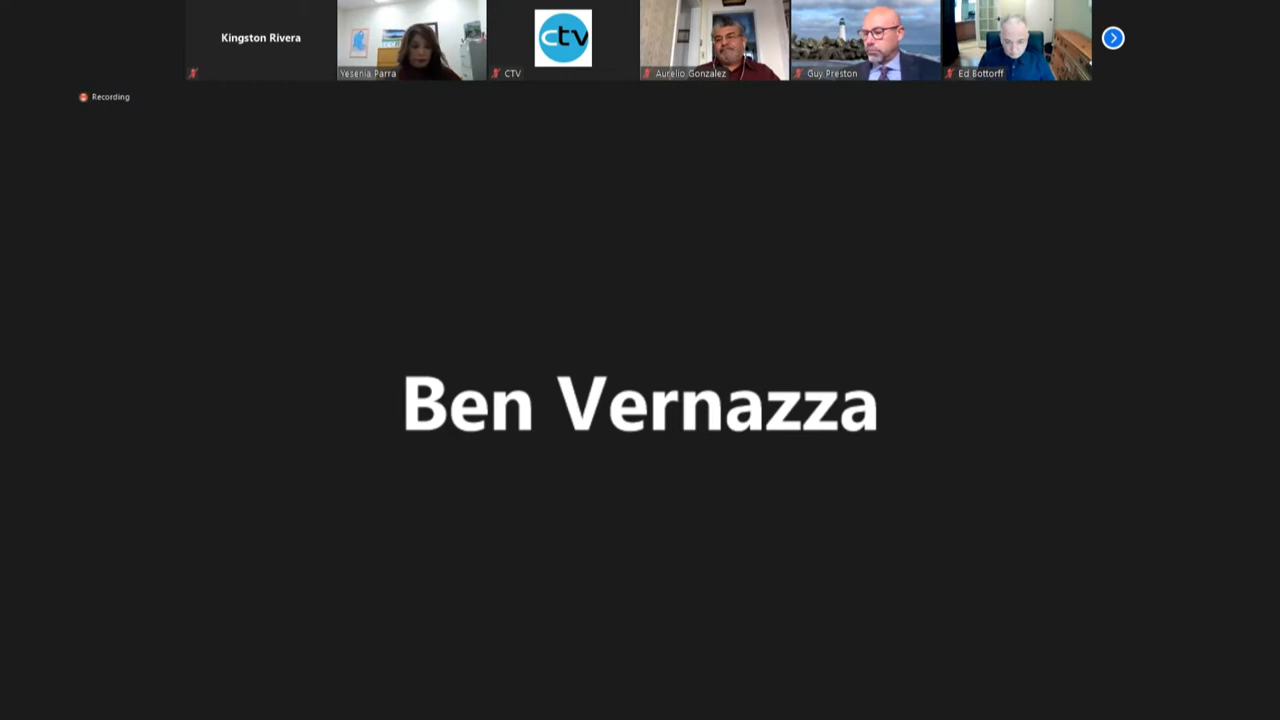 Kingston Rivera
ctv
Yesenia Parra
CTV
Aurelio Gonzalez
Guy Preston
Ed Bottorff
Recording
Ben Vernazza